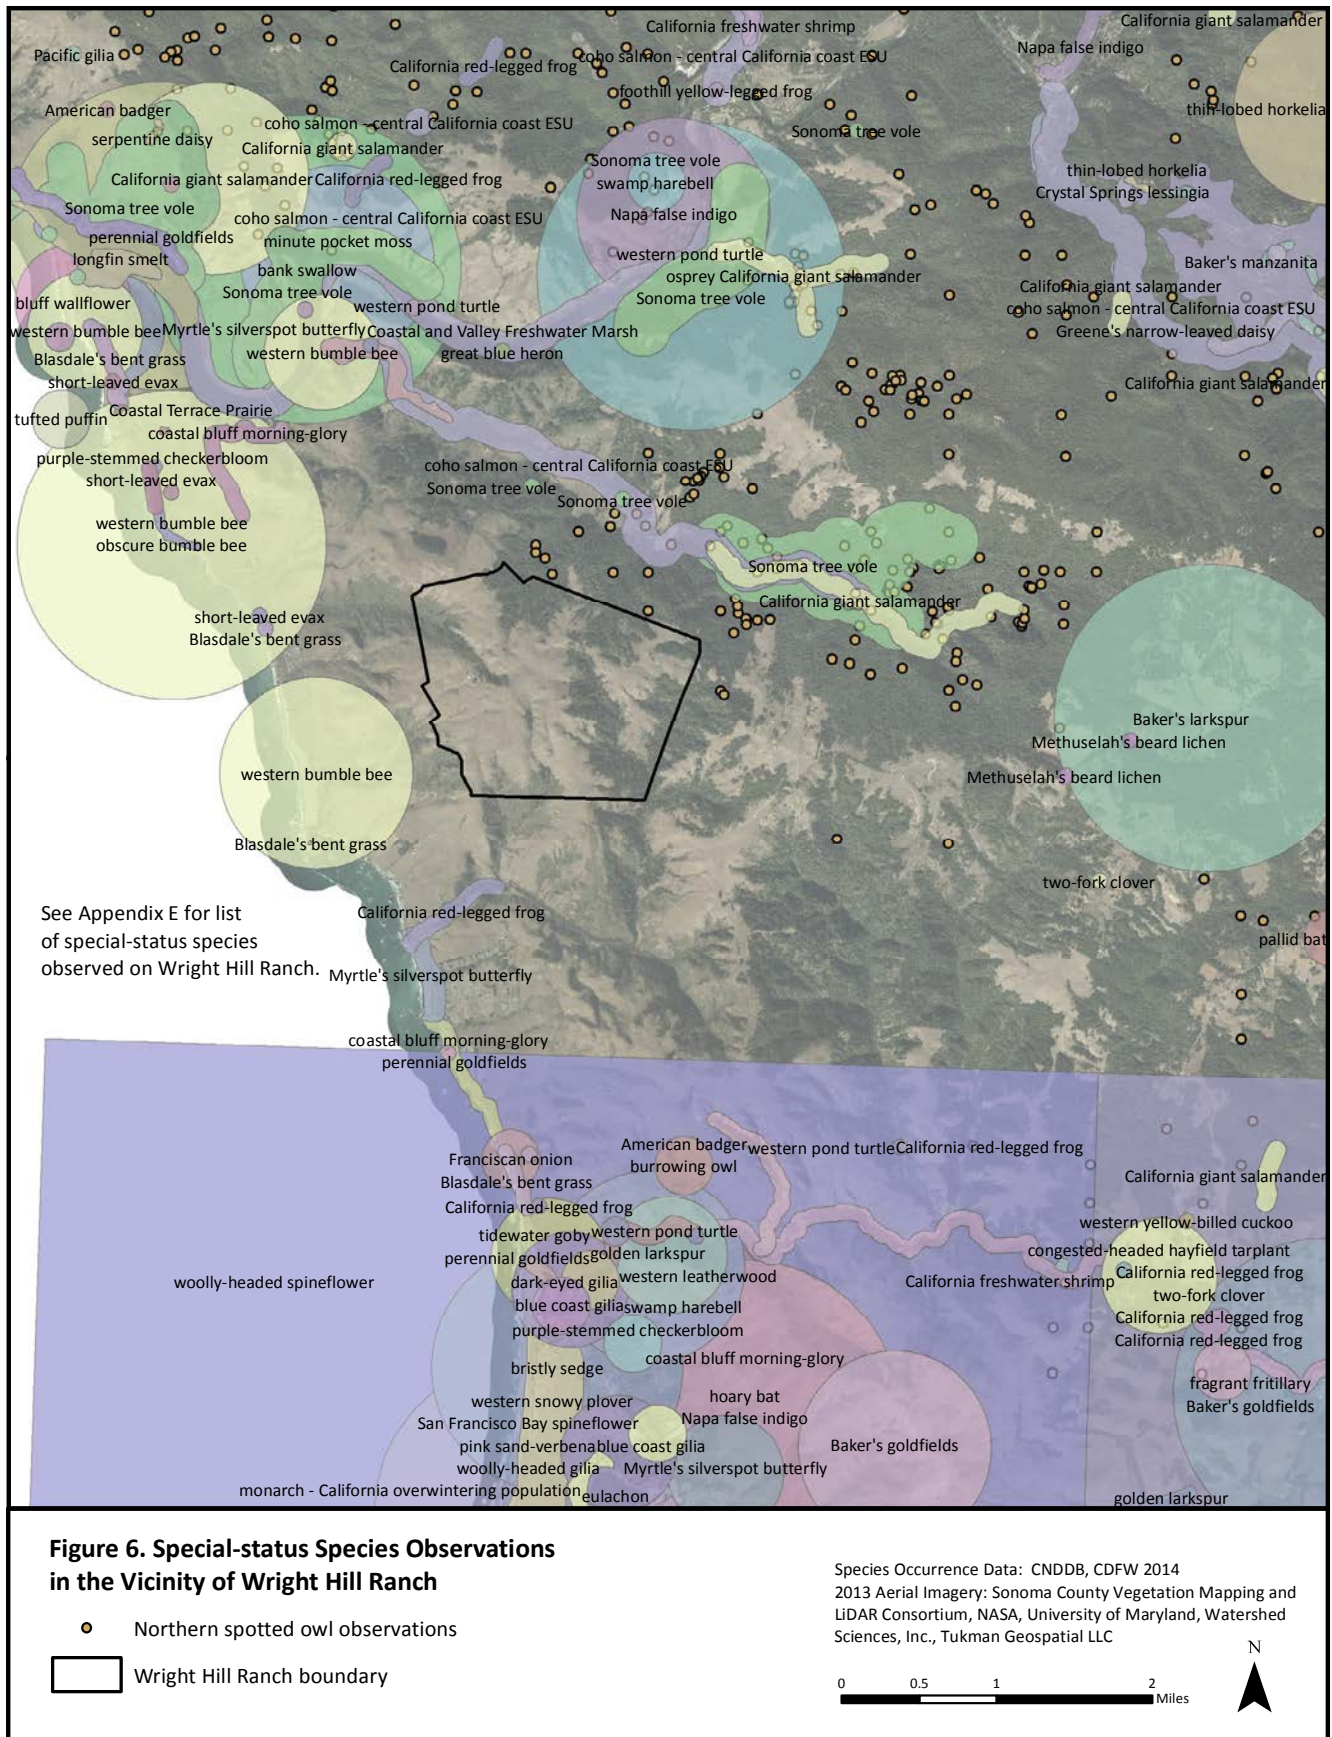 California freshwater shrimp
California giant salamander
Pacific gilia
California red-legged frog
coho salmon - central California coast ESU
Napa false indigo
foothill yellow-legged frog
American badger
serpentine daisy
coho salmon - central California coast ESU
California giant salamander
Sonoma tree vole
thin-lobed horkelia
California giant salamander
California red-legged frog
Sonoma tree vole
swamp harebell
Napa false indigo
thin-lobed horkelia
Crystal Springs lessingia
Sonoma tree vole
coho salmon - central California coast ESU
perennial goldfields
minute pocket moss
longfin smelt
bank swallow
Sonoma tree vole
western pond turtle
osprey
California giant salamander
Sonoma tree vole
Baker's manzanita
California giant salamander
coho salmon - central California coast ESU
Greene's narrow-leaved daisy
bluff wallflower
western pond turtle
western bumble bee
Myrtle's silverspot butterfly
Coastal and Valley Freshwater Marsh
western bumble bee
great blue heron
Blasdale's bent grass
short-leaved evax
California giant salamander
tufted puffin
Coastal Terrace Prairie
coastal bluff morning-glory
purple-stemmed checkerbloom
short-leaved evax
coho salmon - central California coast ESU
Sonoma tree vole
Sonoma tree vole
western bumble bee
obscure bumble bee
Sonoma tree vole
California giant salamander
short-leaved evax
Blasdale's bent grass
Baker's larkspur
Methuselah's beard lichen
Methuselah's beard lichen
western bumble bee
Blasdale's bent grass
two-fork clover
pallid bat
See Appendix E for list
of special-status species
observed on Wright Hill Ranch.
California red-legged frog
Myrtle's silverspot butterfly
coastal bluff morning-glory
perennial goldfields
Franciscan onion
Blasdale's bent grass
American badger
burrowing owl
western pond turtle
California red-legged frog
California giant salamander
California red-legged frog
tidewater goby
western pond turtle
perennial goldfields
golden larkspur
dark-eyed gilia
western leatherwood
blue coast gilia
swamp harebell
purple-stemmed checkerbloom
western yellow-billed cuckoo
congested-headed hayfield tarplant
California freshwater shrimp
California red-legged frog
two-fork clover
California red-legged frog
California red-legged frog
woolly-headed spineflower
bristly sedge
coastal bluff morning-glory
fragrant fritillary
Baker's goldfields
western snowy plover
hoary bat
San Francisco Bay spineflower
Napa false indigo
pink sand-verbena
blue coast gilia
Baker's goldfields
woolly-headed gilia
Myrtle's silverspot butterfly
monarch - California overwintering population
eulachon
golden larkspur
Figure 6. Special-status Species Observations
in the Vicinity of Wright Hill Ranch
Northern spotted owl observations
Wright Hill Ranch boundary
Species Occurrence Data: CNDDB, CDFW 2014
2013 Aerial Imagery: Sonoma County Vegetation Mapping and
LiDAR Consortium, NASA, University of Maryland, Watershed
Sciences, Inc., Tukman Geospatial LLC
N
0 0.5 1 2
Miles